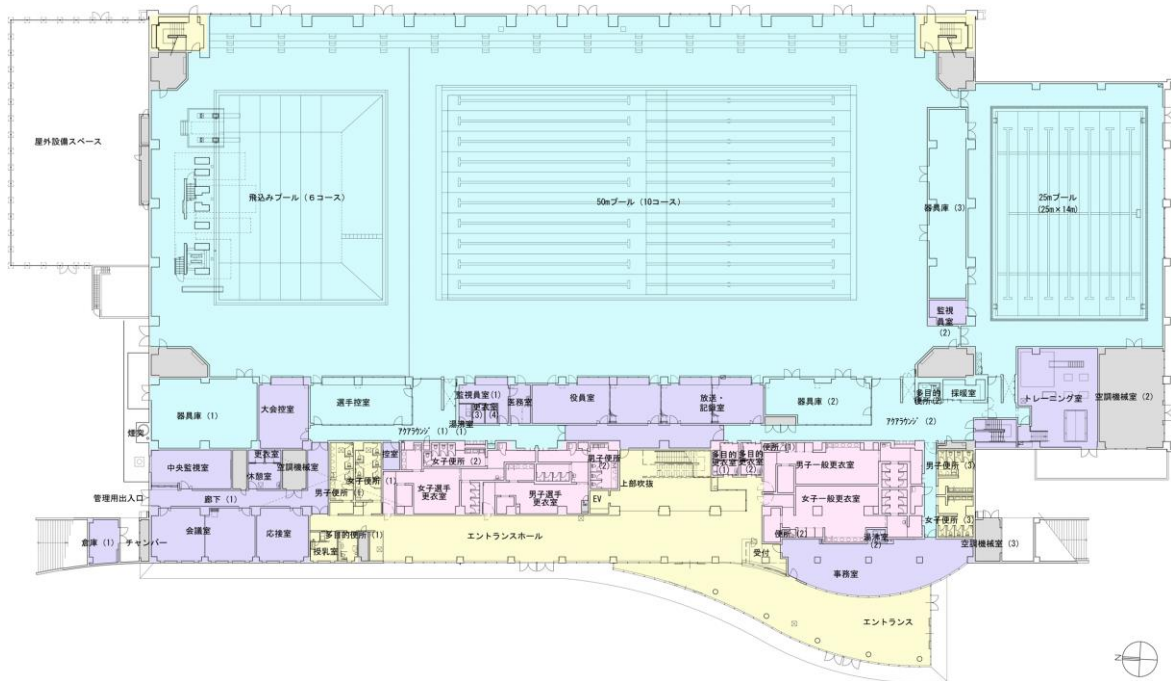 屋外設備スペース
飛込みプール（６コース）
50mプール（10コース）
器具庫（3）
25mプール
(25m×14m)
監視
員室
(2)
器具庫（1）
大会控室
選手控室
監視員室(1)
更衣室
(3)
(4)
医務室
湯沸室
(1)
役員室
放送・
記録室
器具庫（2）
多目的
便所(2)
採暖室
トレーニング室
空調機械室（2）
ｱｸｱﾗｳﾝｼﾞ（1）
ｱｸｱﾗｳﾝｼﾞ（2）
煙突
中央監視室
更衣室
休憩室
空調機械室
控室
女子便所（2）
男子便所
(2)
多目的
更衣室
(1)
多目的
更衣室
(2)
便所（1）
男子一般更衣室
男子便所（3）
上部吹抜
管理用出入口
廊下（1）
男子便所（1）
女子便所（1）
女子選手
更衣室
男子選手
更衣室
EV
女子一般更衣室
女子便所（3）
倉庫（1）
チャンバー
会議室
応接室
多目的便所（1）
授乳室
エントランスホール
受付
便所（2）
湯沸室
(2)
空調機械室（3）
事務室
エントランス
N